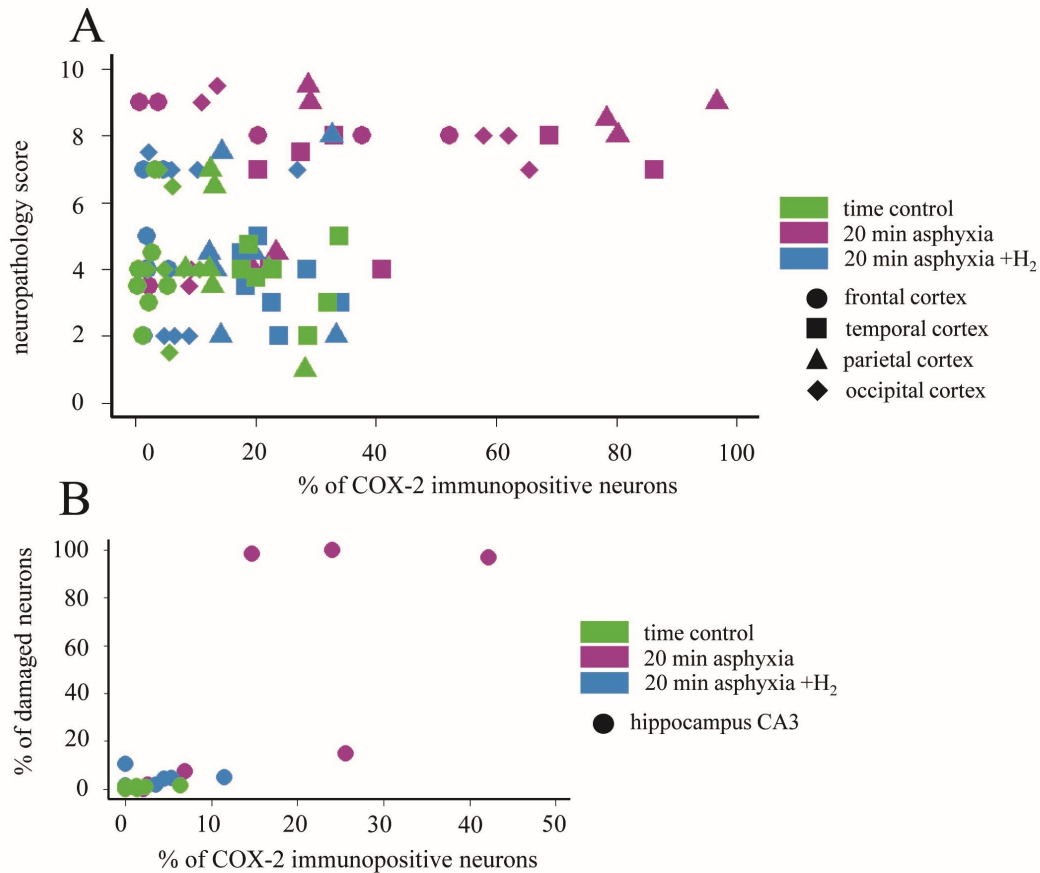 A
neuropathology score
10
8
6
4
2
0
0 20 40 60 80 100
% of COX-2 immunopositive neurons
time control
20 min asphyxia
20 min asphyxia +H₂
frontal cortex
temporal cortex
parietal cortex
occipital cortex
B
% of damaged neurons
100
80
60
40
20
0
0 10 20 30 40 50
% of COX-2 immunopositive neurons
time control
20 min asphyxia
20 min asphyxia +H₂
hippocampus CA3